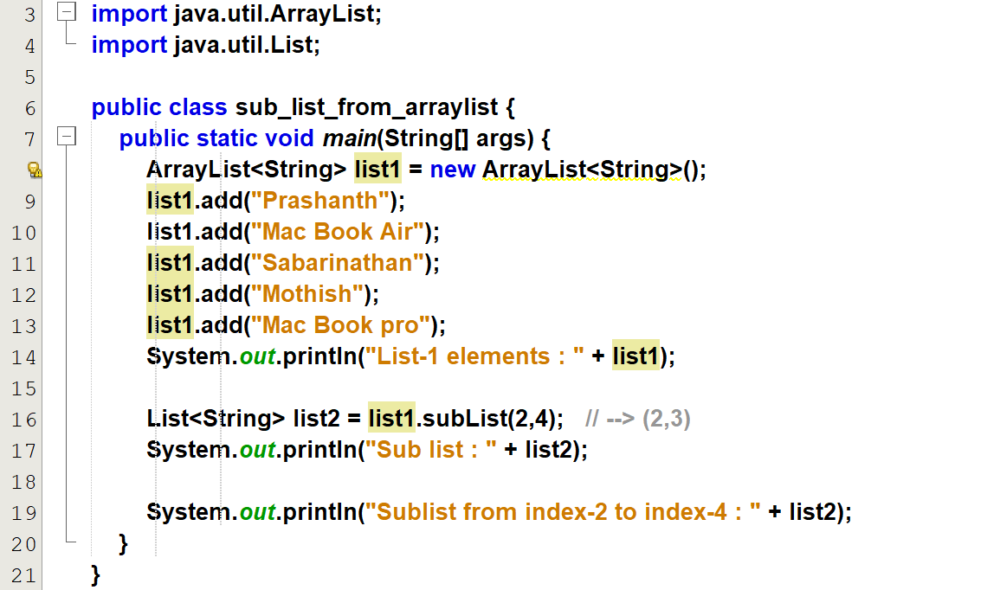 3 import java.util.ArrayList;
4 import java.util.List;
5
6 public class sub_list_from_arraylist {
7 public static void main(String[] args) {
ArrayList<String> list1 = new ArrayList<String>();
9 list1.add("Prashanth");
10 list1.add("Mac Book Air");
11 list1.add("Sabarinathan");
12 list1.add("Mothish");
13 list1.add("Mac Book pro");
14 System.out.println("List-1 elements : " + list1);
15
16 List<String> list2 = list1.subList(2,4); // --> (2,3)
17 System.out.println("Sub list : " + list2);
18
19 System.out.println("Sublist from index-2 to index-4 : " + list2);
20 }
21 }